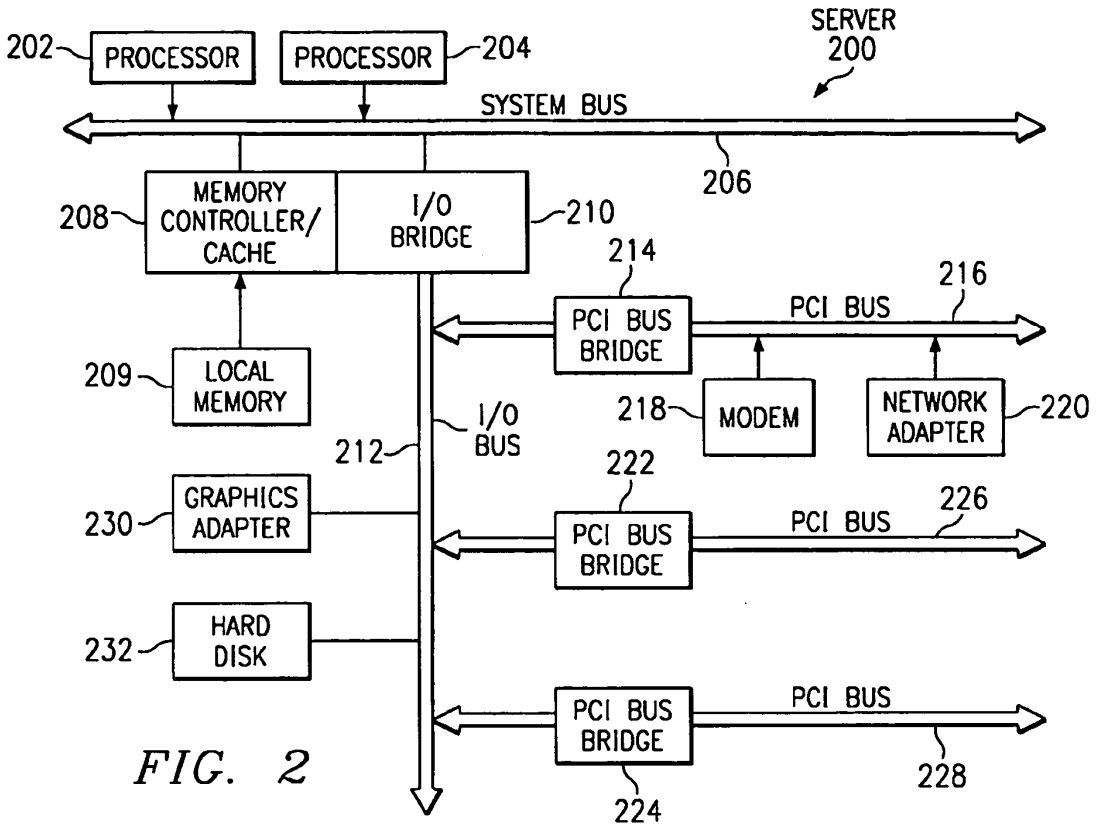 SERVER
200
202
PROCESSOR
PROCESSOR
204
SYSTEM BUS
206
208
MEMORY
CONTROLLER/
CACHE
I/O
BRIDGE
210
214
216
PCI BUS
BRIDGE
PCI BUS
209
LOCAL
MEMORY
218
MODEM
NETWORK
ADAPTER
220
212
I/O
BUS
222
230
GRAPHICS
ADAPTER
PCI BUS
BRIDGE
PCI BUS
226
232
HARD
DISK
PCI BUS
BRIDGE
PCI BUS
228
224
FIG. 2